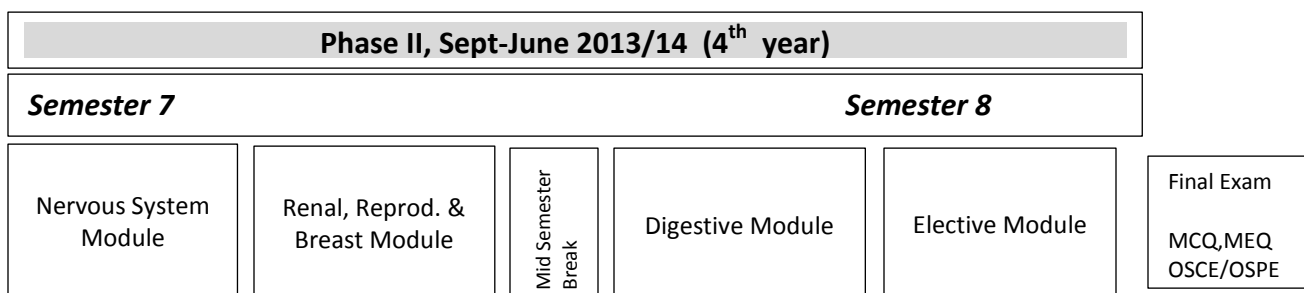 Phase II, Sept-June 2013/14 (4th year)
Semester 7
Semester 8
Nervous System
Module
Renal, Reprod. &
Breast Module
Mid Semester
Break
Digestive Module
Elective Module
Final Exam
MCQ,MEQ
OSCE/OSPE